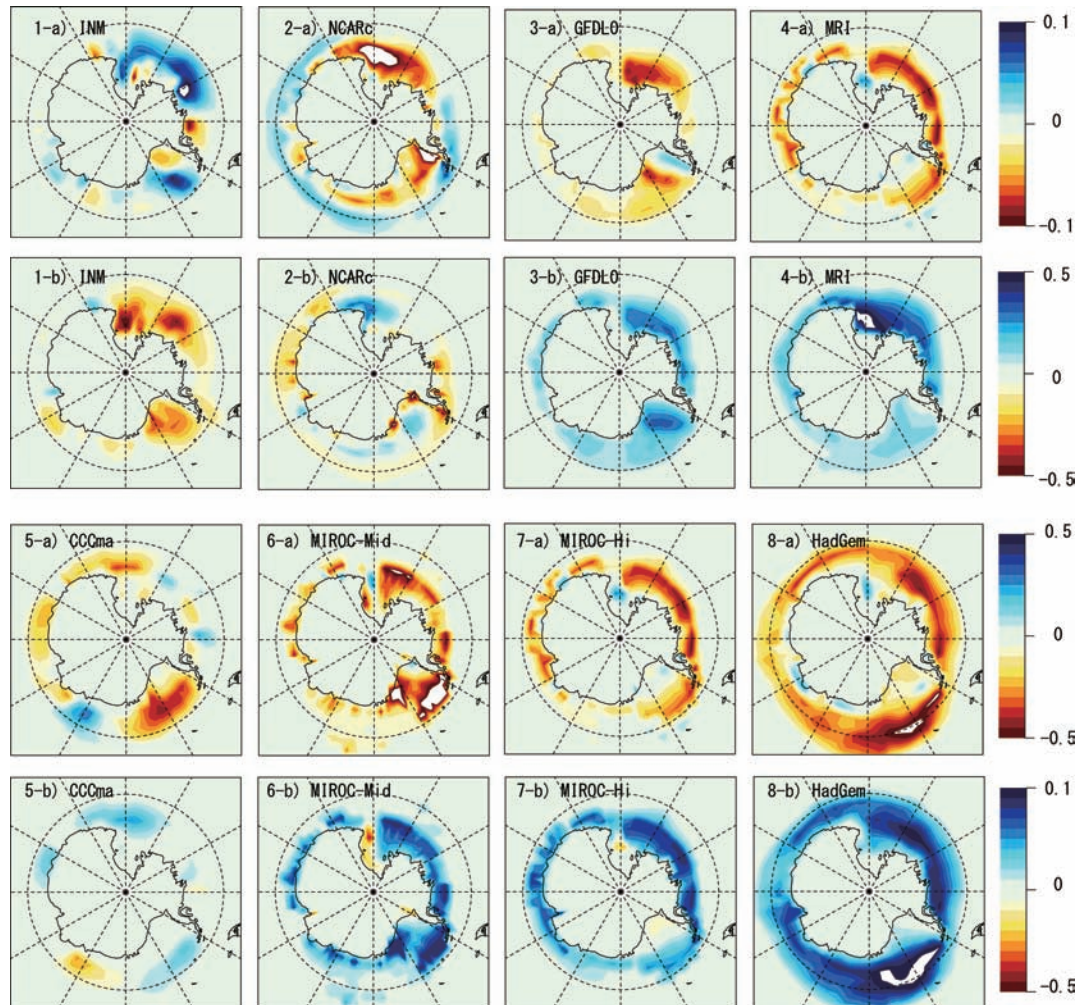 1-a) INM
2-a) NCARc
3-a) GFDL0
4-a) MRI
0.1
0
-0.1
1-b) INM
2-b) NCARc
3-b) GFDL0
4-b) MRI
0.5
0
-0.5
5-a) CCCma
6-a) MIROC-Mid
7-a) MIROC-Hi
8-a) HadGem
0.5
0
-0.5
5-b) CCCma
6-b) MIROC-Mid
7-b) MIROC-Hi
8-b) HadGem
0.1
0
-0.5